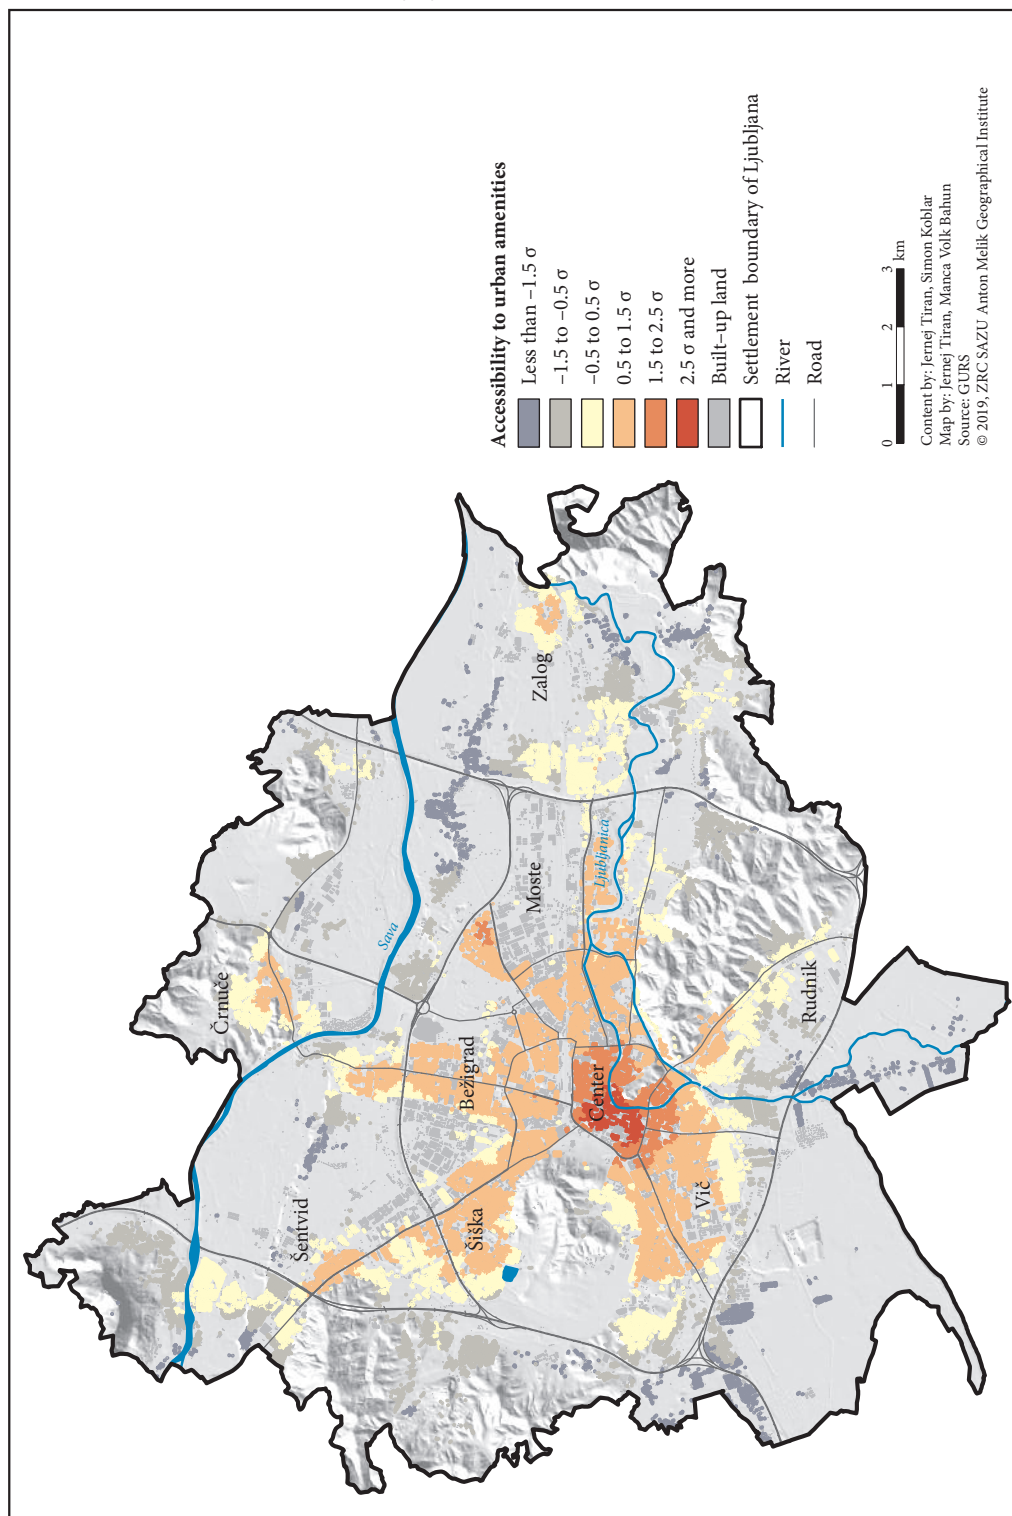 Accessibility to urban amenities
Less than −1.5 σ
−1.5 to −0.5 σ
−0.5 to 0.5 σ
0.5 to 1.5 σ
1.5 to 2.5 σ
2.5 σ and more
Built−up land
Settlement boundary of Ljubljana
River
Road
0 1 2 3
km
Content by: Jernej Tiran, Simon Koblar
Map by: Jernej Tiran, Manca Volk Bahun
Source: GURS
© 2019, ZRC SAZU Anton Melik Geographical Institute
Črnuče
Sava
Šentvid
Bežigrad
Šiška
Moste
Zalog
Ljubljanica
Center
Vič
Rudnik